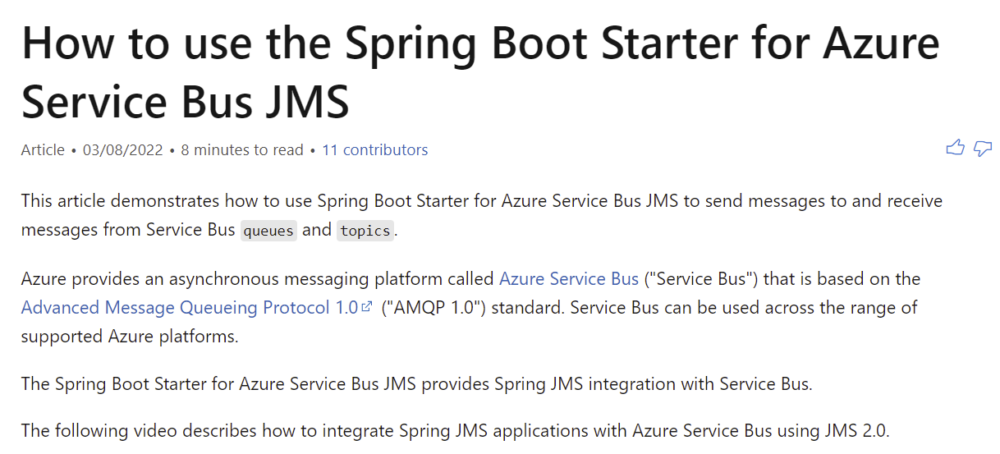 How to use the Spring Boot Starter for Azure
Service Bus JMS
Article • 03/08/2022 • 8 minutes to read • 11 contributors
This article demonstrates how to use Spring Boot Starter for Azure Service Bus JMS to send messages to and receive
messages from Service Bus queues and topics.
Azure provides an asynchronous messaging platform called Azure Service Bus ("Service Bus") that is based on the
Advanced Message Queueing Protocol 1.0 ("AMQP 1.0") standard. Service Bus can be used across the range of
supported Azure platforms.
The Spring Boot Starter for Azure Service Bus JMS provides Spring JMS integration with Service Bus.
The following video describes how to integrate Spring JMS applications with Azure Service Bus using JMS 2.0.